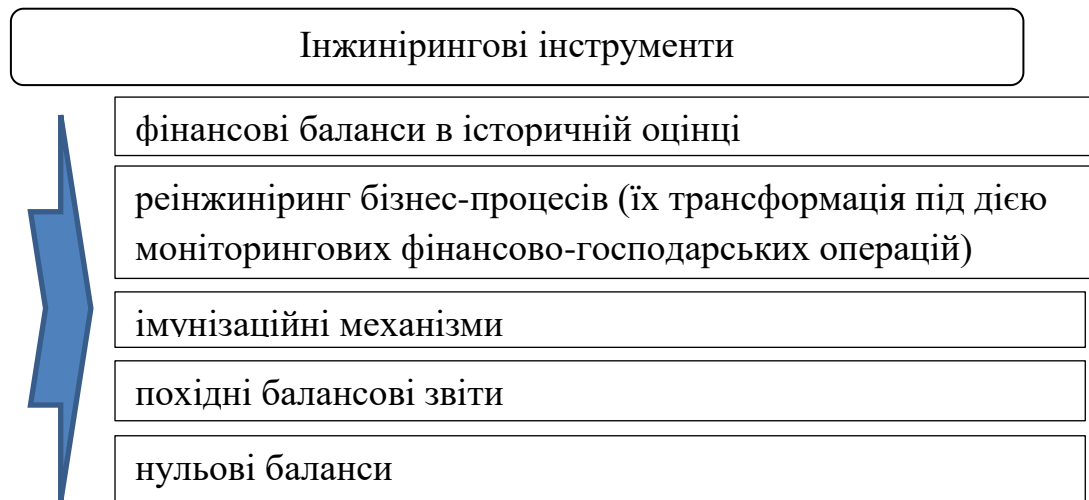 Інжинірингові інструменти
фінансові баланси в історичній оцінці
реінжиніринг бізнес-процесів (їх трансформація під дією
моніторингових фінансово-господарських операцій)
імунізаційні механізми
похідні балансові звіти
нульові баланси